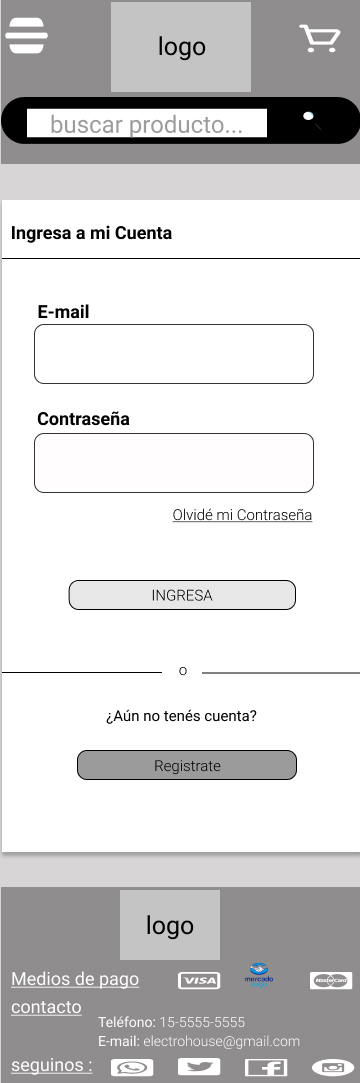 logo
buscar producto...
Ingresa a mi Cuenta
E-mail
Contraseña
Olvidé mi Contraseña
INGRESA
O
¿Aún no tenés cuenta?
Registrate
logo
Medios de pago
VISA
mercado
MasterCard
contacto
Teléfono: 15-5555-5555
E-mail: electrohouse@gmail.com
seguinos :